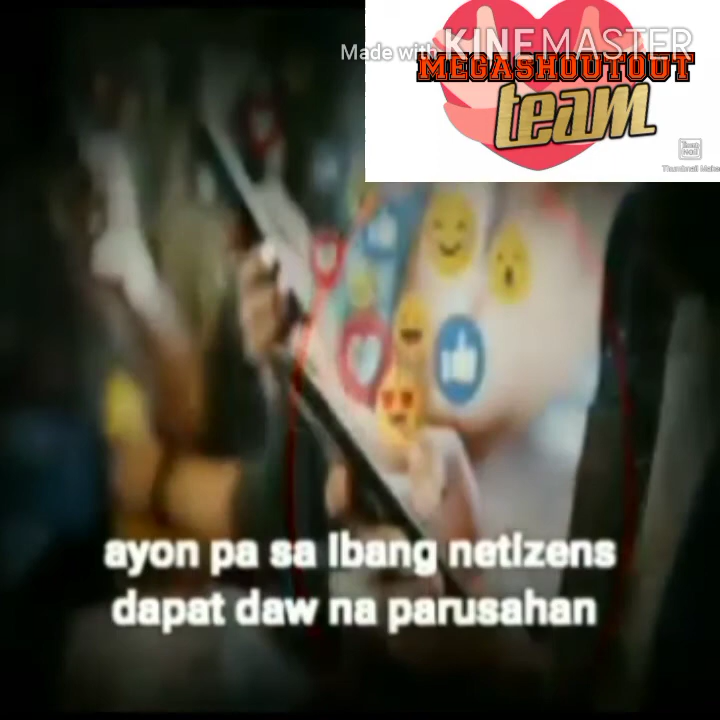 Made with KINEMASTER
MEGASHOUTOUT
team
ayon pa sa ibang netizens
dapat daw na parusahan